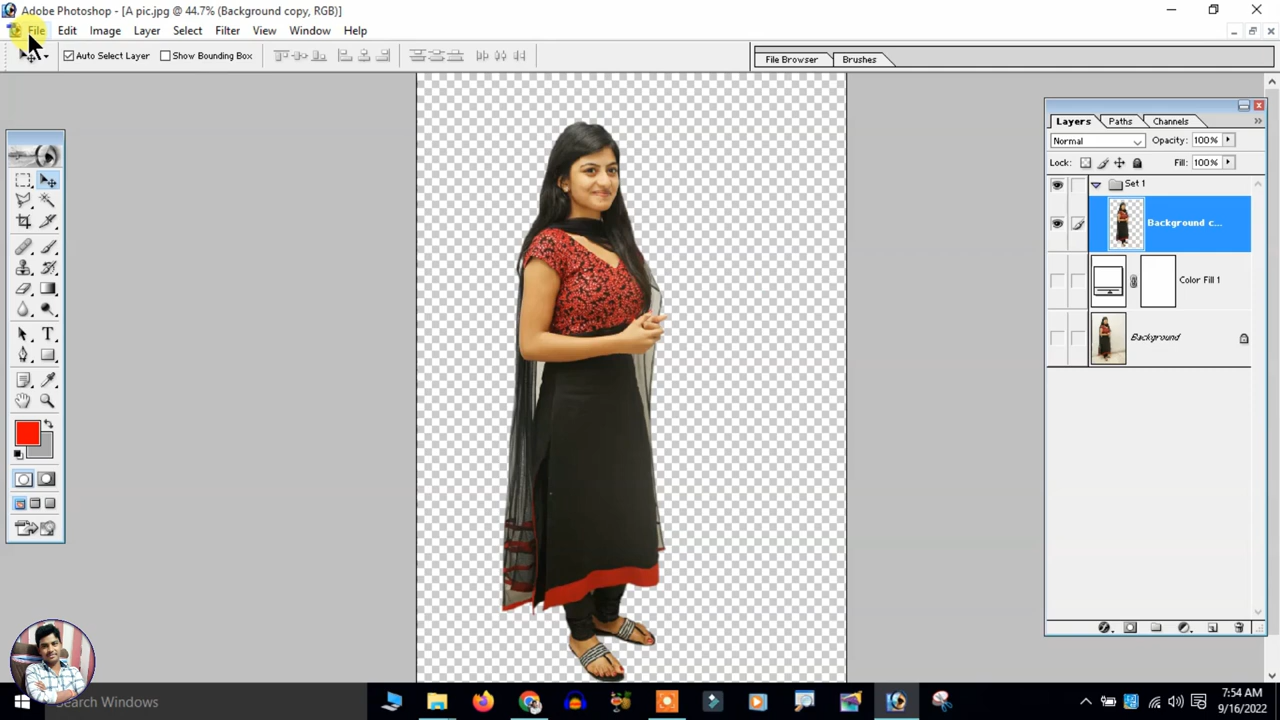 Adobe Photoshop - [A pic.jpg @ 44.7% (Background copy, RGB)]
File Edit Image Layer Select Filter View Window Help
Auto Select Layer Show Bounding Box File Browser Brushes
Layers Paths Channels
Normal Opacity: 100%
Lock: Fill: 100%
Set 1
Background c...
Color Fill 1
Background
T
Search Windows
7:54 AM
9/16/2022